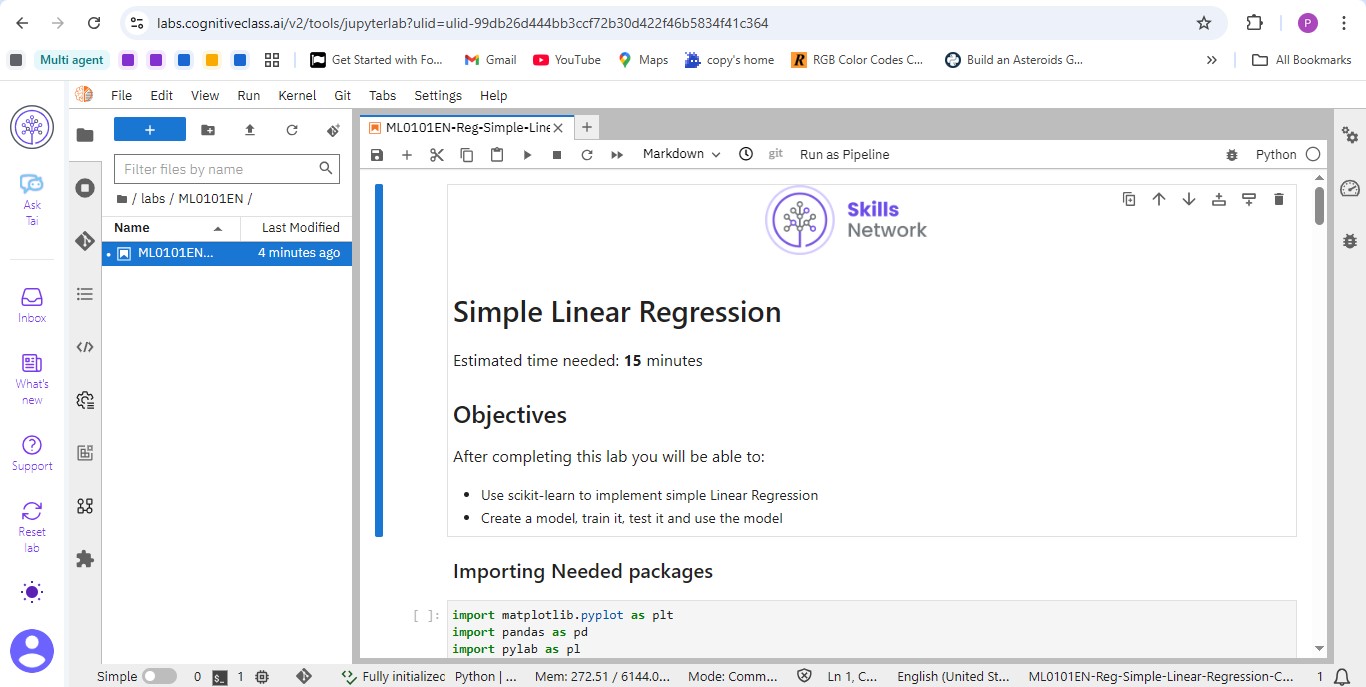 labs.cognitiveclass.ai/v2/tools/jupyterlab?ulid=ulid-99db26d444bb3ccf72b30d422f46b5834f41c364
P
Multi agent
Get Started with Fo...
Gmail
YouTube
Maps
copy's home
R RGB Color Codes C...
Build an Asteroids G...
»
All Bookmarks
File Edit View Run Kernel Git Tabs Settings Help
Ask
Tai
Inbox
What's
new
Support
Reset
lab
+
Filter files by name
/ labs / ML0101EN /
Name Last Modified
ML0101EN... 4 minutes ago
ML0101EN-Reg-Simple-Line
Markdown
git
Run as Pipeline
Python
Skills
Network
Simple Linear Regression
Estimated time needed: 15 minutes
Objectives
After completing this lab you will be able to:
• Use scikit-learn to implement simple Linear Regression
• Create a model, train it, test it and use the model
Importing Needed packages
[ ]: import matplotlib.pyplot as plt
import pandas as pd
import pylab as pl
Simple 0 $_ 1 Fully initialized Python | ... Mem: 272.51 / 6144.0... Mode: Comm... Ln 1, C... English (United St... ML0101EN-Reg-Simple-Linear-Regression-C... 1